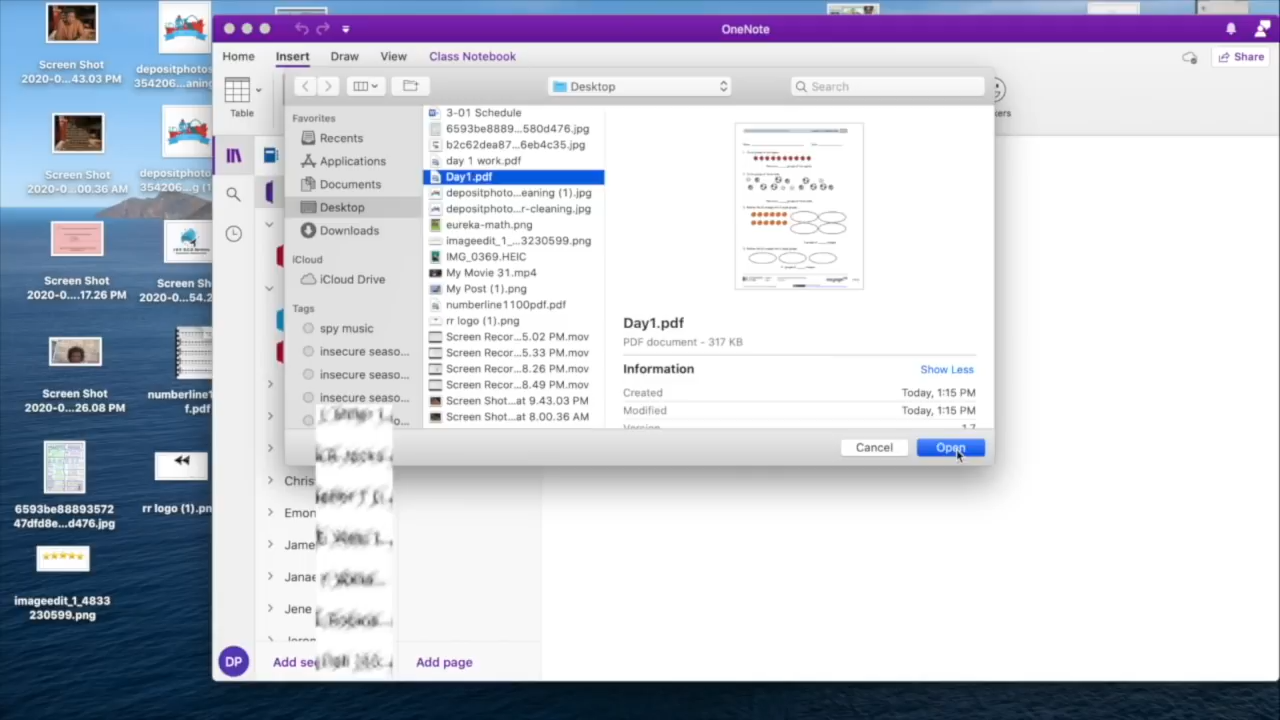 Screen Shot
2020-0...43.03 PM
depositphotos
354206...aning
Screen Shot
2020-0...00.36 AM
depositphotos
354206...g (1
Screen Shot
2020-0....17.26 PM
Screen Sh
2020-0...54.2
Screen Shot
2020-0...26.08 PM
numberline1
f.pdf
6593be88893572
47dfd8e...d476.jpg
rr logo (1).pn
imageedit_1_4833
230599.png
OneNote
Home
Insert
Draw
View
Class Notebook
Share
Table
Desktop
Search
Favorites
Recents
Applications
Documents
Desktop
Downloads
iCloud
iCloud Drive
Tags
spy music
insecure seaso...
insecure seaso...
insecure seaso...
3-01 Schedule
6593be8889...580d476.jpg
b2c62dea87...6eb4c35.jpg
day 1 work.pdf
Day1.pdf
depositphoto...eaning (1).jpg
depositphoto...r-cleaning.jpg
eureka-math.png
imageedit_1_...3230599.png
IMG_0369.HEIC
My Movie 31.mp4
My Post (1).png
numberline1100pdf.pdf
rr logo (1).png
Screen Recor...5.02 PM.mov
Screen Recor...5.33 PM.mov
Screen Recor...8.26 PM.mov
Screen Recor...8.49 PM.mov
Screen Shot...at 9.43.03 PM
Screen Shot...at 8.00.36 AM
Day1.pdf
PDF document - 317 KB
Information
Show Less
Created
Today, 1:15 PM
Modified
Today, 1:15 PM
Version
1.7
Cancel
Open
Chris
Emon
Jame
Janae
Jene
DP
Add se
Add page